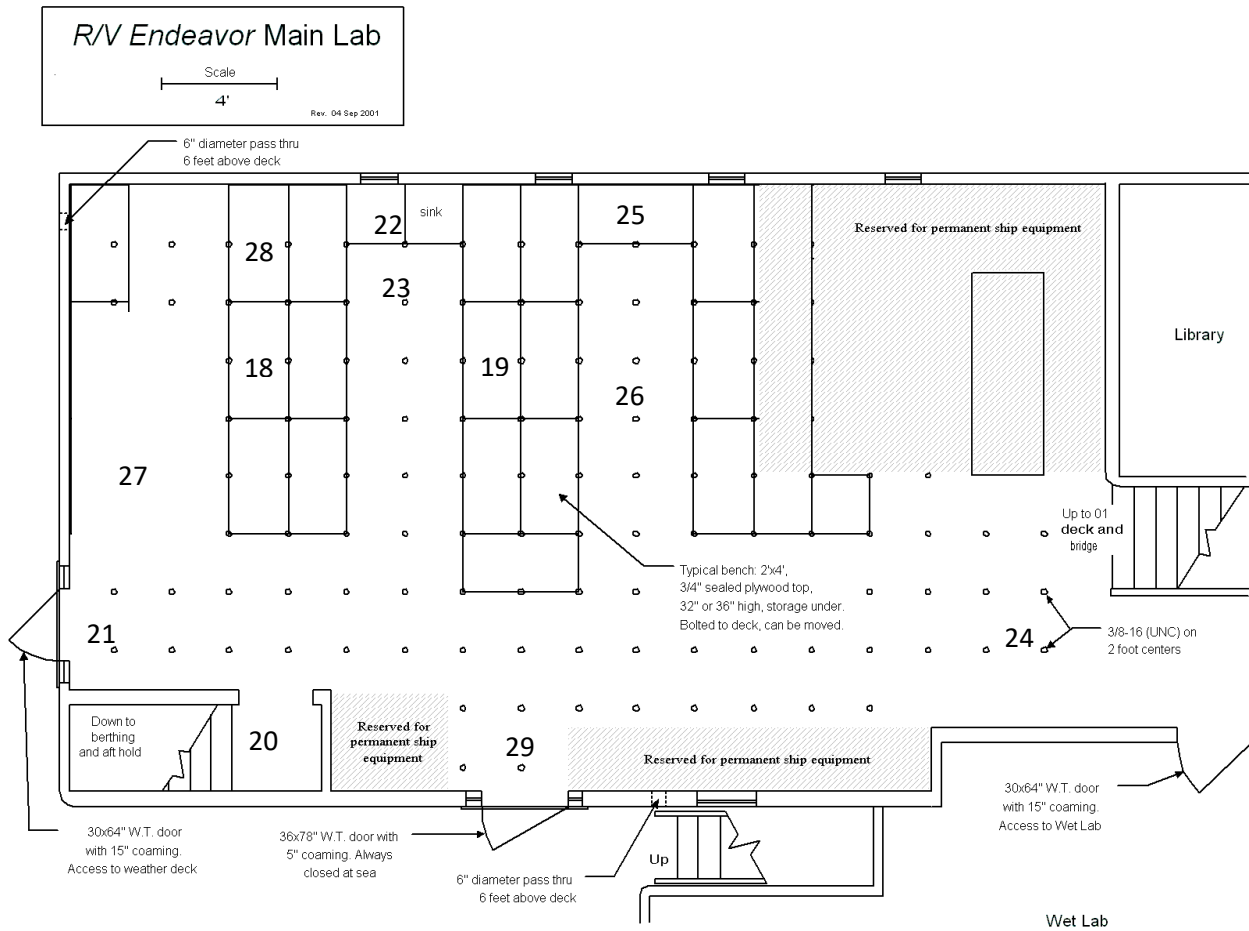 R/V Endeavor Main Lab
Scale
4'
Rev. 04 Sep 2001
6" diameter pass thru
6 feet above deck
22
sink
25
28
Reserved for permanent ship equipment
23
Library
18
19
26
27
Up to 01
deck and
bridge
Typical bench: 2'x4',
3/4" sealed plywood top,
32" or 36" high, storage under.
Bolted to deck, can be moved.
21
24
3/8-16 (UNC) on
2 foot centers
Down to
berthing
and aft hold
20
Reserved for
permanent ship
equipment
29
Reserved for permanent ship equipment
30x64" W.T. door
with 15" coaming.
Access to weather deck
36x78" W.T. door with
5" coaming. Always
closed at sea
6" diameter pass thru
6 feet above deck
Up
30x64" W.T. door
with 15" coaming.
Access to Wet Lab
Wet Lab